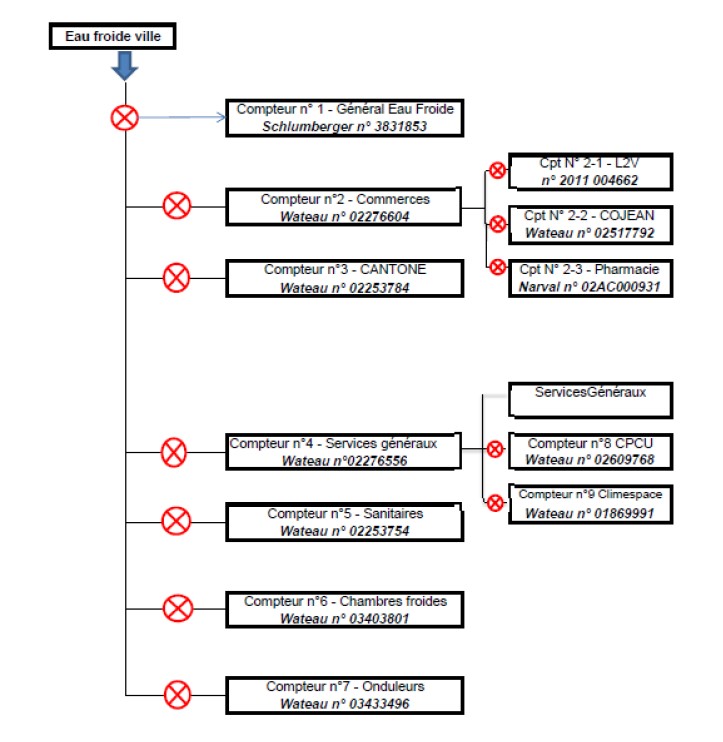 Eau froide ville
Compteur n° 1 - Général Eau Froide
Schlumberger n° 3831853
Compteur n°2 - Commerces
Wateau n° 02276604
Cpt N° 2-1 - L2V
n° 2011 004662
Cpt N° 2-2 - COJEAN
Wateau n° 02517792
Cpt N° 2-3 - Pharmacie
Narval n° 02AC000931
Compteur n°3 - CANTONE
Wateau n° 02253784
Compteur n°4 - Services généraux
Wateau n°02276556
ServicesGénéraux
Compteur n°8 CPCU
Wateau n° 02609768
Compteur n°9 Climespace
Wateau n° 01869991
Compteur n°5 - Sanitaires
Wateau n° 02253754
Compteur n°6 - Chambres froides
Wateau n° 03403801
Compteur n°7 - Onduleurs
Wateau n° 03433496